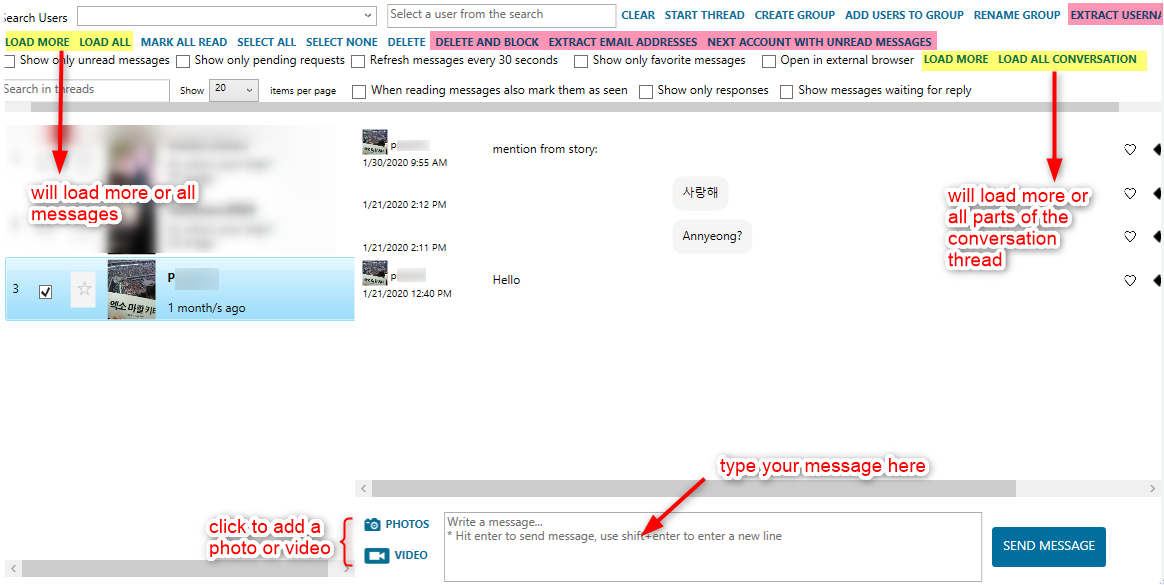 Search Users
Select a user from the search
CLEAR START THREAD CREATE GROUP ADD USERS TO GROUP RENAME GROUP EXTRACT USERNA
LOAD MORE LOAD ALL MARK ALL READ SELECT ALL SELECT NONE DELETE DELETE AND BLOCK EXTRACT EMAIL ADDRESSES NEXT ACCOUNT WITH UNREAD MESSAGES
Show only unread messages Show only pending requests Refresh messages every 30 seconds Show only favorite messages Open in external browser LOAD MORE LOAD ALL CONVERSATION
Search in threads Show 20 items per page When reading messages also mark them as seen Show only responses Show messages waiting for reply
will load more or all
messages
p
1/30/2020 9:55 AM
mention from story:
1/21/2020 2:12 PM
사랑해
1/21/2020 2:11 PM
Annyeong?
will load more or
all parts of the
conversation
thread
3
p
1 month/s ago
p
1/21/2020 12:40 PM
Hello
type your message here
click to add a
photo or video
PHOTOS
VIDEO
Write a message...
* Hit enter to send message, use shift+enter to enter a new line
SEND MESSAGE